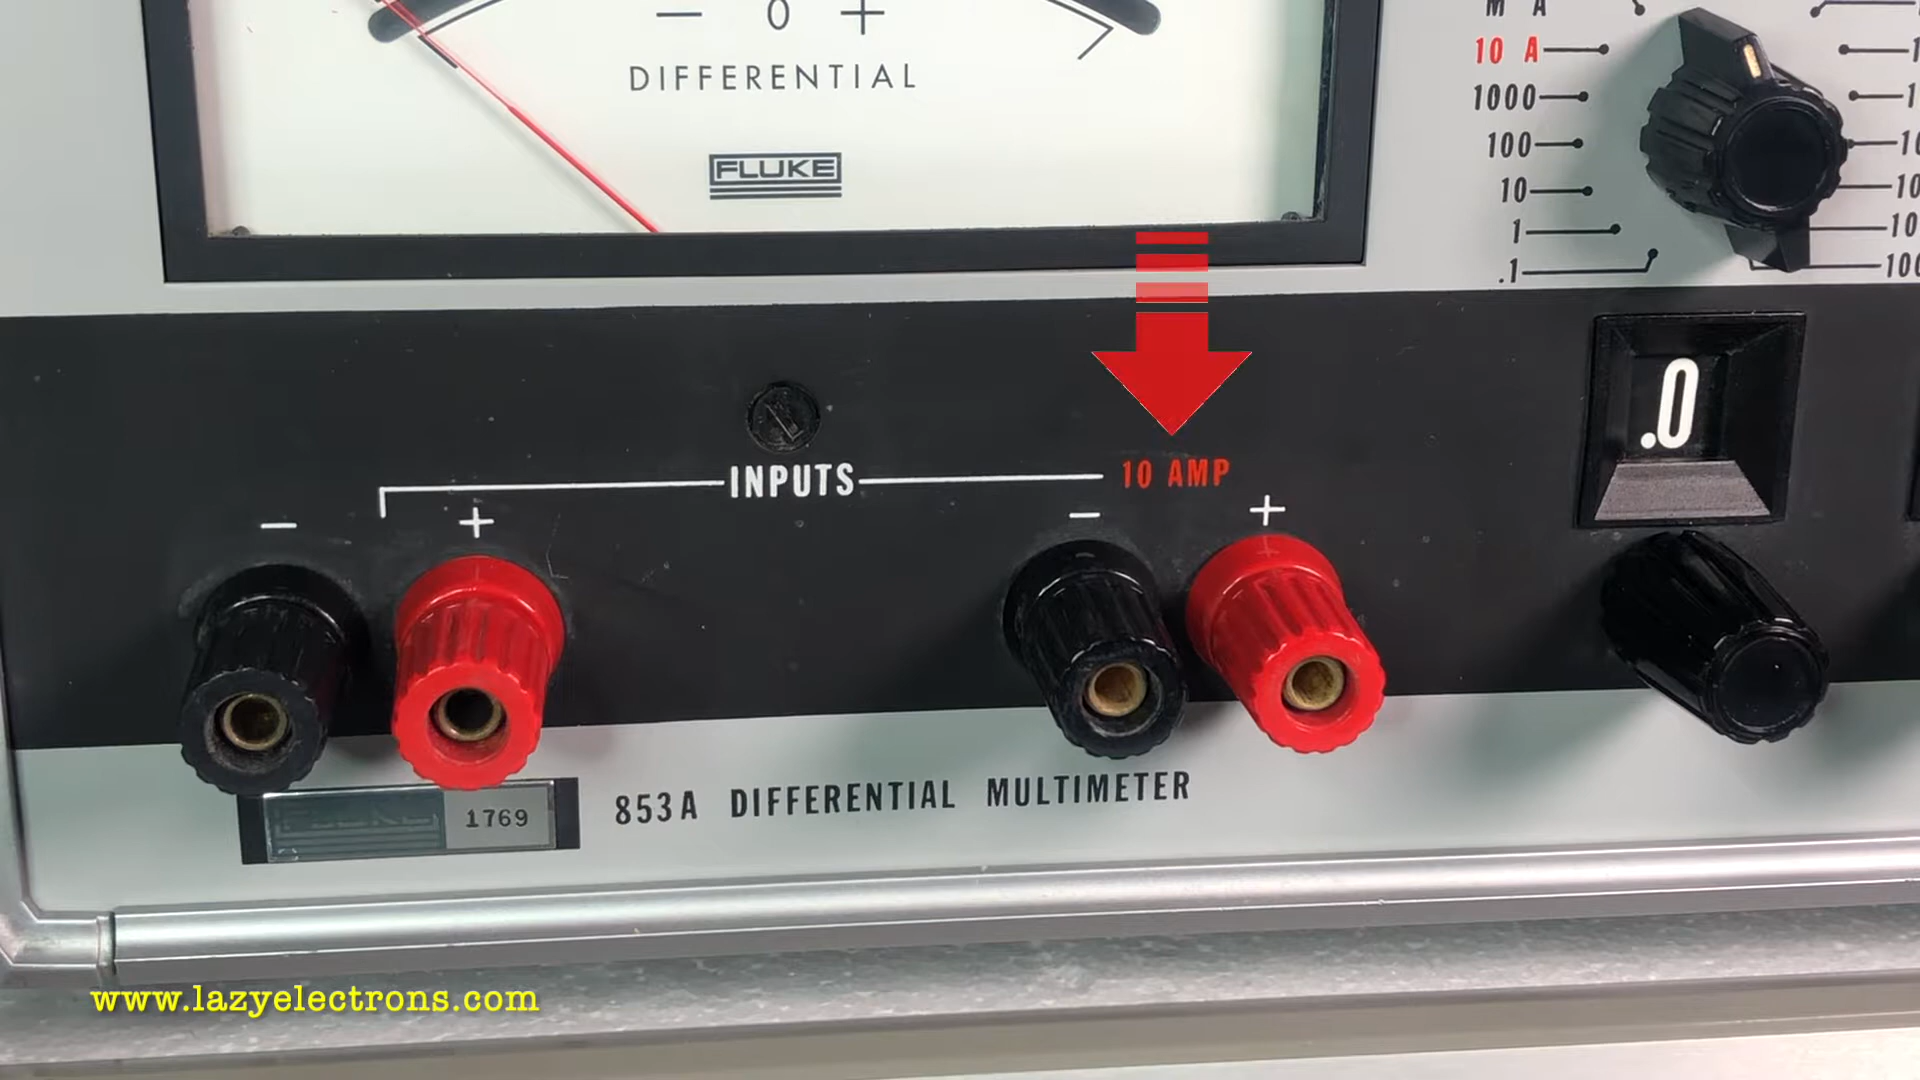 — 0 +
DIFFERENTIAL
FLUKE
M A
10 A
1000
100
10
1
.1
.0
INPUTS
10 AMP
— +
— +
853A DIFFERENTIAL MULTIMETER
FLUKE
1769
www.lazyelectrons.com